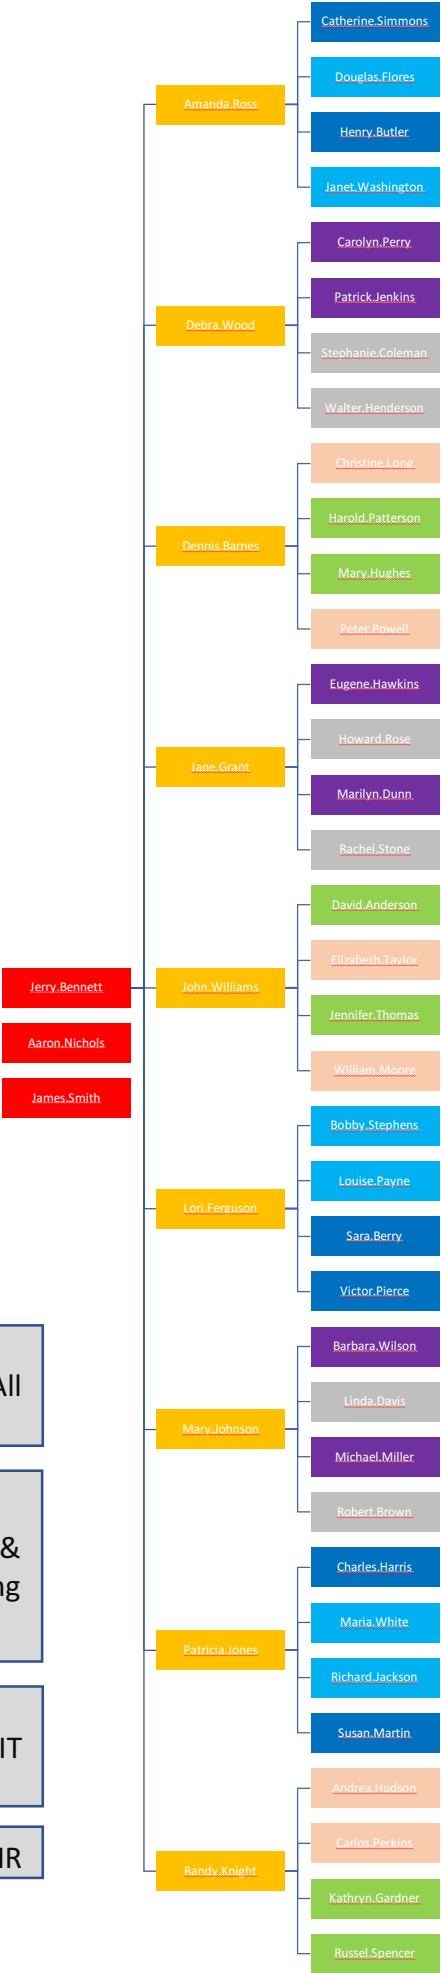 Catherine.Simmons
Douglas.Flores
Amanda.Ross
Henry.Butler
Janet.Washington
Carolyn.Perry
Patrick.Jenkins
Debra.Wood
Stephanie.Coleman
Walter.Henderson
Christine.Long
Harold.Patterson
Dennis.Barnes
Mary.Hughes
Peter.Powell
Eugene.Hawkins
Howard.Rose
Jane.Grant
Marilyn.Dunn
Rachel.Stone
David.Anderson
Elizabeth.Taylor
Jerry.Bennett
John.Williams
Jennifer.Thomas
Aaron.Nichols
William.Moore
James.Smith
Bobby.Stephens
Louise.Payne
Lori.Ferguson
Sara.Berry
Victor.Pierce
Barbara.Wilson
All
Linda.Davis
Mary.Johnson
Michael.Miller
Robert.Brown
&
Charles.Harris
Maria.White
Patricia.Jones
Richard.Jackson
Susan.Martin
IT
Andrea.Hudson
Carlos.Perkins
Randy.Knight
Kathryn.Gardner
Russel.Spencer